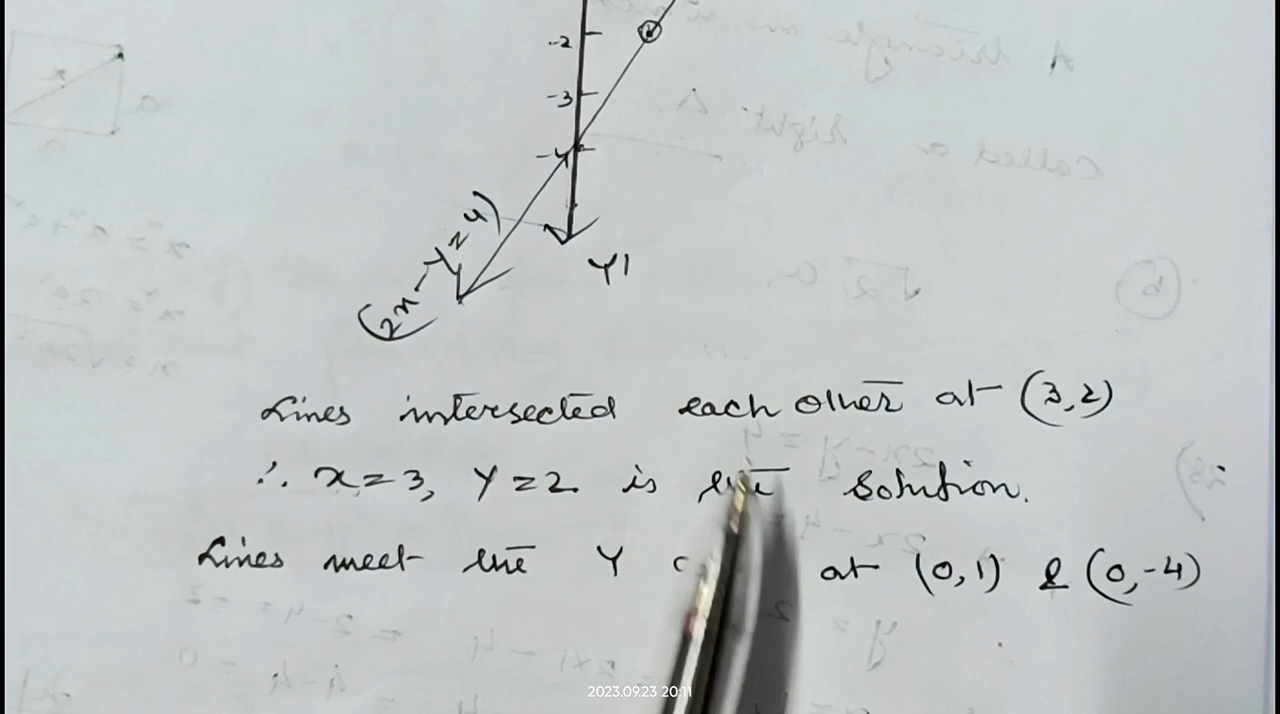 -2
-3
-4
Y1
(2x-Y=4)
Lines intersected each other at (3,2)
∴ x=3, Y=2 is the solution.
Lines meet the Y at (0,1) & (0,-4)
2023.09.23 20:11